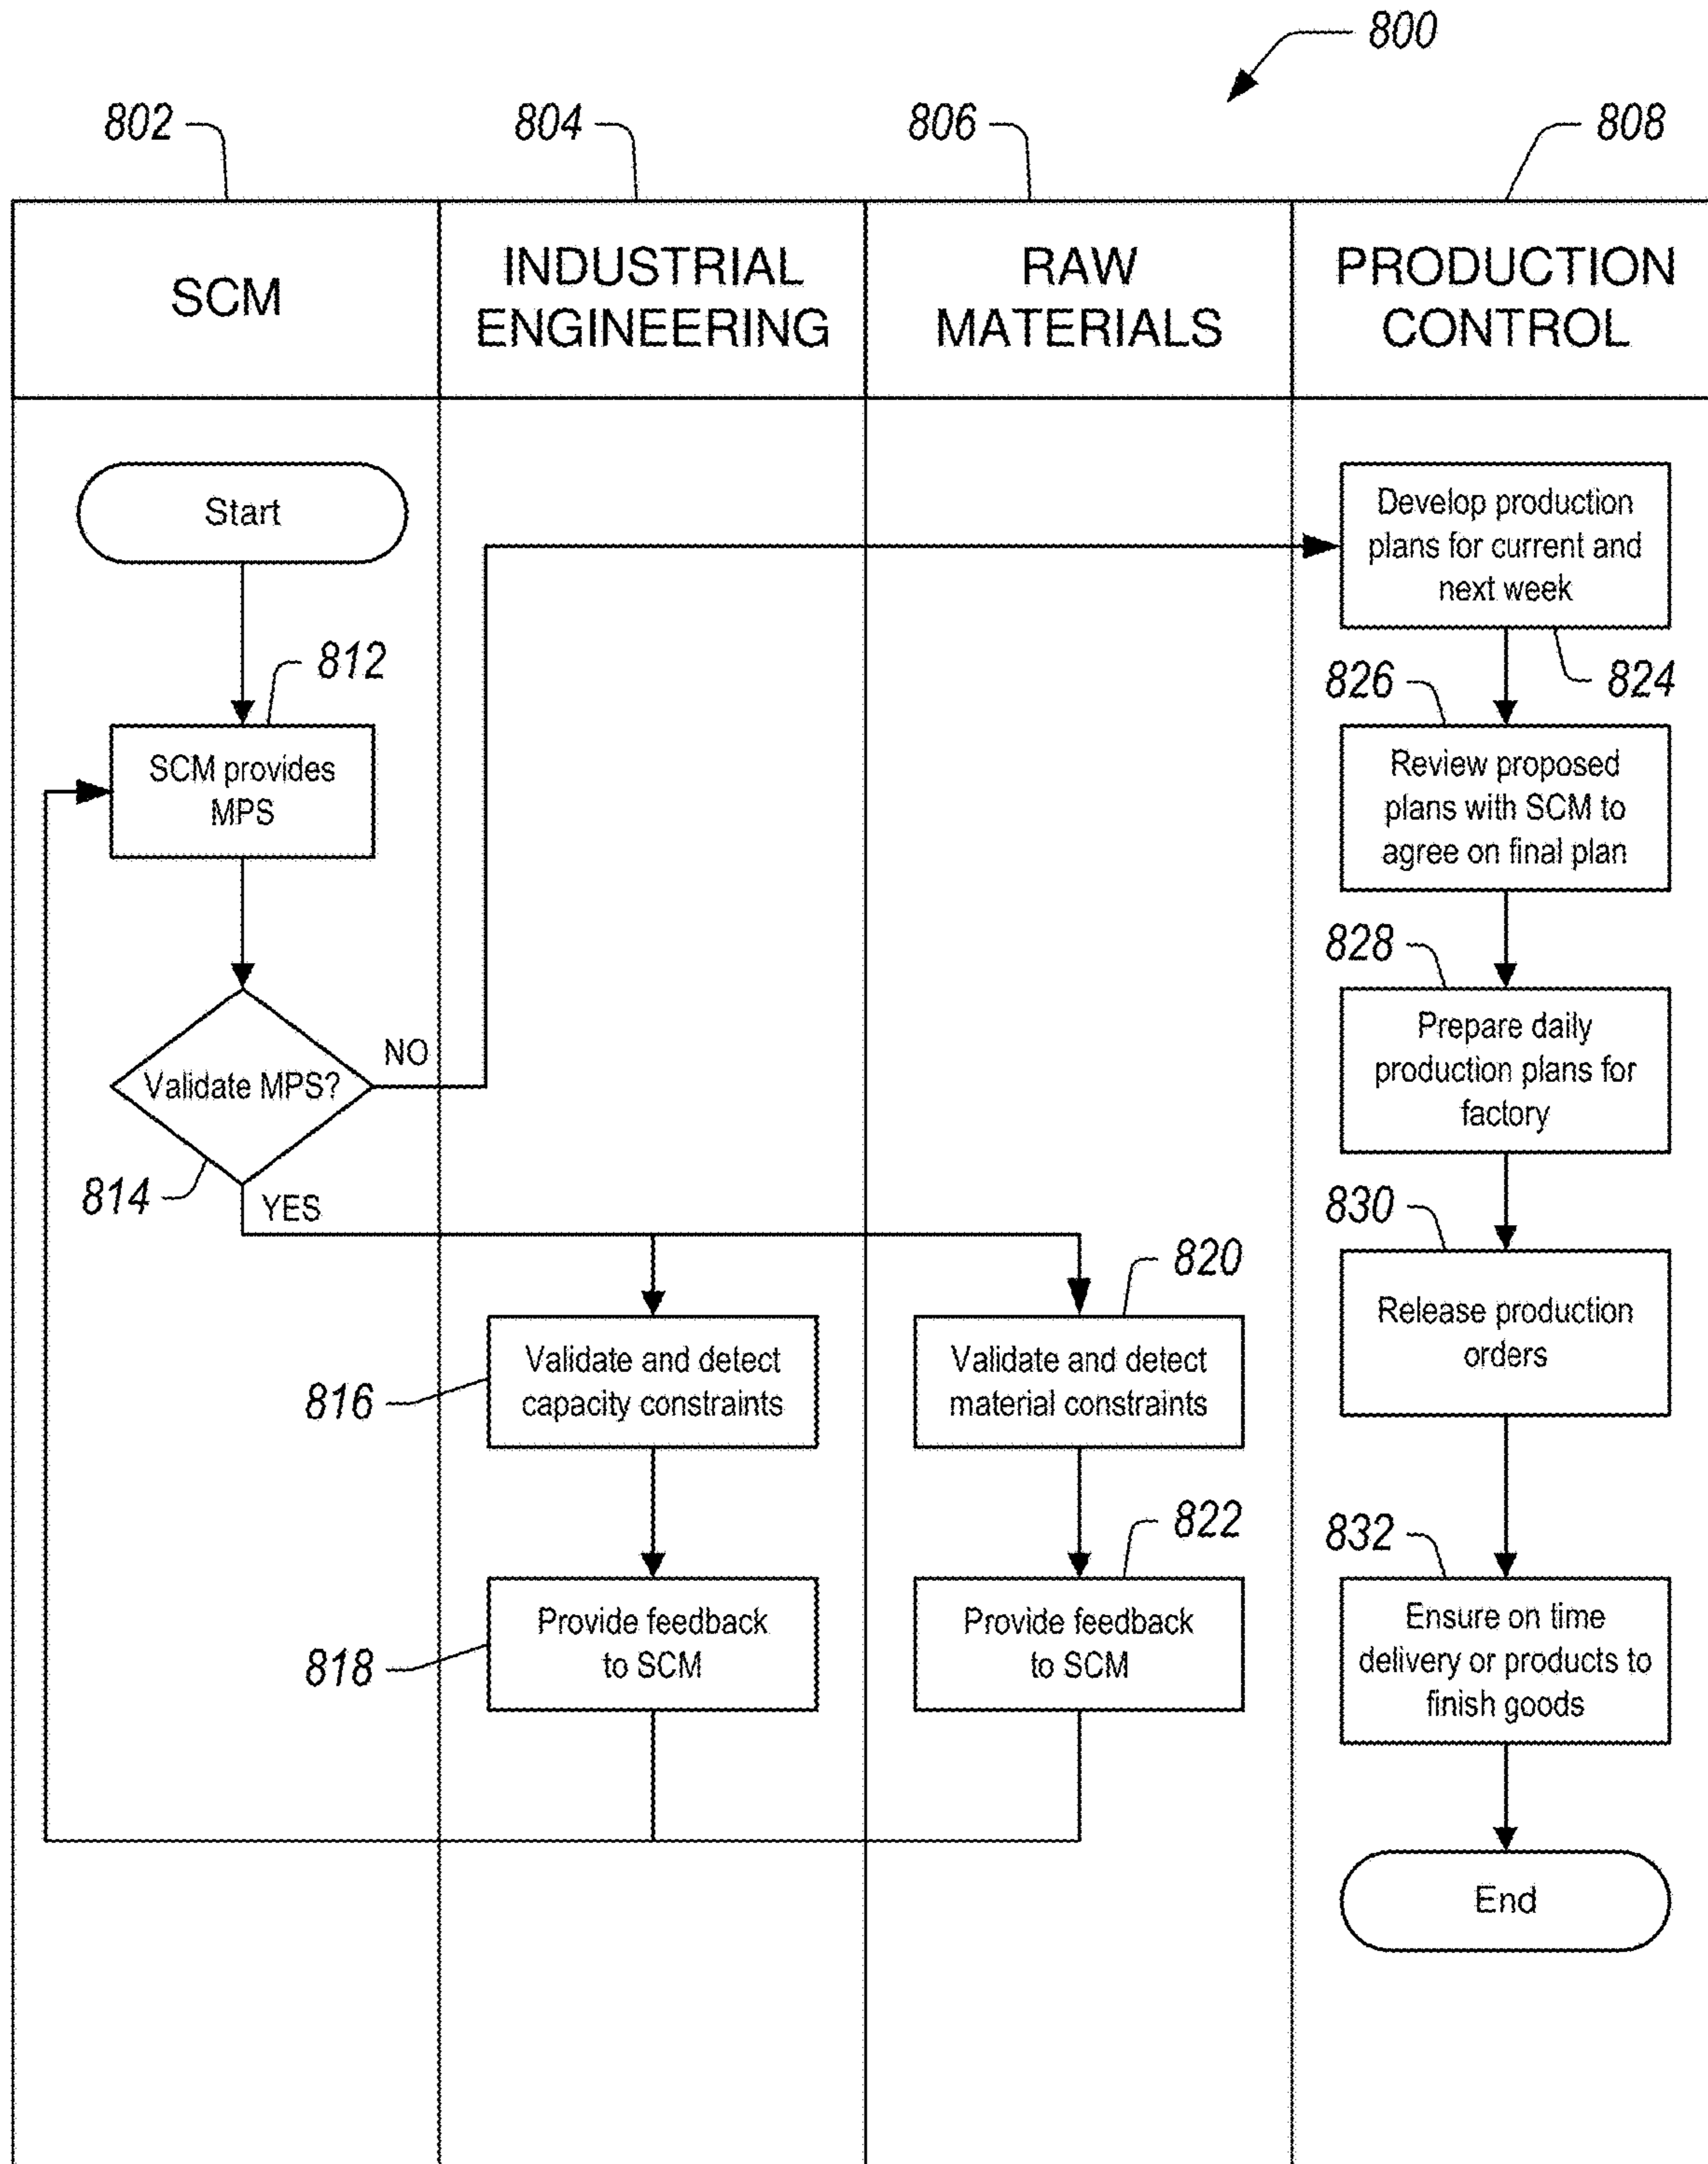 800
802
804
806
808
SCM
INDUSTRIAL
ENGINEERING
RAW
MATERIALS
PRODUCTION
CONTROL
Start
812
SCM provides
MPS
Validate MPS?
NO
814
YES
816
Validate and detect
capacity constraints
818
Provide feedback
to SCM
820
Validate and detect
material constraints
822
Provide feedback
to SCM
Develop production
plans for current and
next week
824
826
Review proposed
plans with SCM to
agree on final plan
828
Prepare daily
production plans for
factory
830
Release production
orders
832
Ensure on time
delivery or products to
finish goods
End